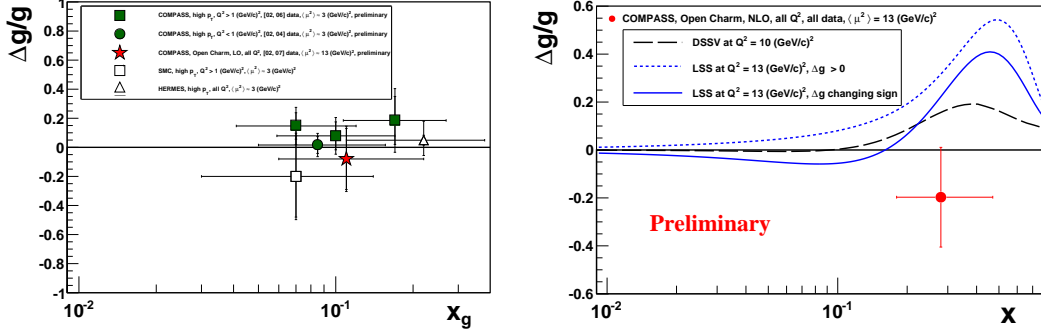 Δg/g
COMPASS, high p_T, Q² > 1 (GeV/c)², [02, 06] data, ⟨μ²⟩ = 3 (GeV/c)², preliminary
COMPASS, high p_T, Q² < 1 (GeV/c)², [02, 04] data, ⟨μ²⟩ = 3 (GeV/c)², preliminary
COMPASS, Open Charm, LO, all Q², [02, 07] data, ⟨μ²⟩ = 13 (GeV/c)², preliminary
SMC, high p_T, Q² > 1 (GeV/c)², ⟨μ²⟩ = 3 (GeV/c)²
HERMES, high p_T, all Q², ⟨μ²⟩ = 3 (GeV/c)²
1
0.8
0.6
0.4
0.2
0
-0.2
-0.4
-0.6
-0.8
-1
10⁻²
10⁻¹
x_g
Δg/g
COMPASS, Open Charm, NLO, all Q², all data, ⟨μ²⟩ = 13 (GeV/c)²
DSSV at Q² = 10 (GeV/c)²
LSS at Q² = 13 (GeV/c)², Δg > 0
LSS at Q² = 13 (GeV/c)², Δg changing sign
0.6
0.4
0.2
0
-0.2
-0.4
-0.6
Preliminary
10⁻²
10⁻¹
x